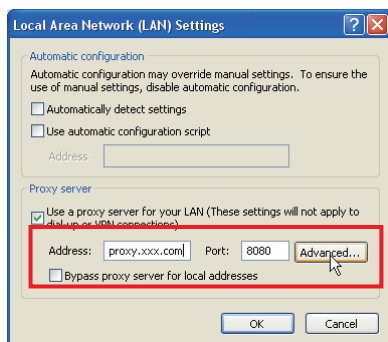 Local Area Network (LAN) Settings
Automatic configuration
Automatic configuration may override manual settings. To ensure the
use of manual settings, disable automatic configuration.
Automatically detect settings
Use automatic configuration script
Address
Proxy server
Use a proxy server for your LAN (These settings will not apply to
dial-up or VPN connections).
Address: proxy.xxx.com Port: 8080 Advanced...
Bypass proxy server for local addresses
OK Cancel